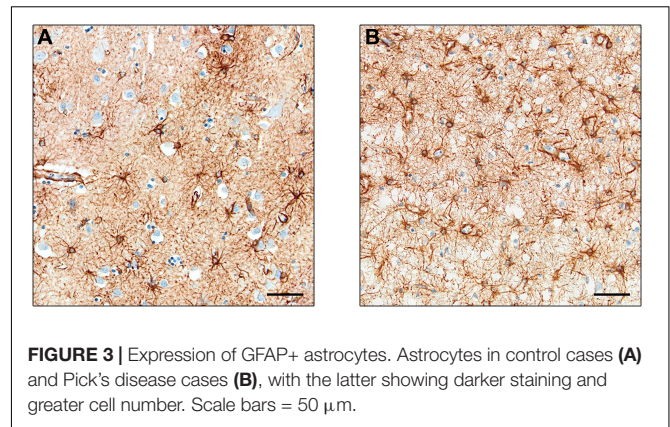 A
B
FIGURE 3 | Expression of GFAP+ astrocytes. Astrocytes in control cases (A)
and Pick's disease cases (B), with the latter showing darker staining and
greater cell number. Scale bars = 50 μm.